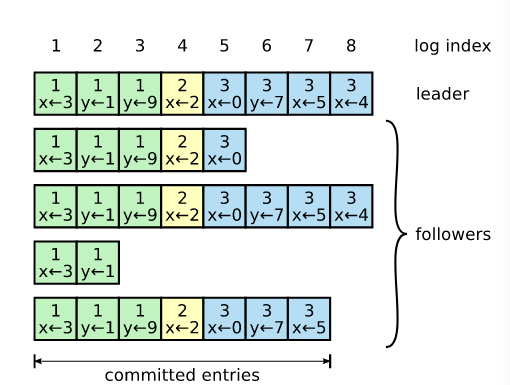 1 2 3 4 5 6 7 8 log index
1 1 1 2 3 3 3 3
x←3 y←1 y←9 x←2 x←0 y←7 x←5 x←4 leader
1 1 1 2 3
x←3 y←1 y←9 x←2 x←0
1 1 1 2 3 3 3 3
x←3 y←1 y←9 x←2 x←0 y←7 x←5 x←4
followers
1 1
x←3 y←1
1 1 1 2 3 3 3
x←3 y←1 y←9 x←2 x←0 y←7 x←5
committed entries